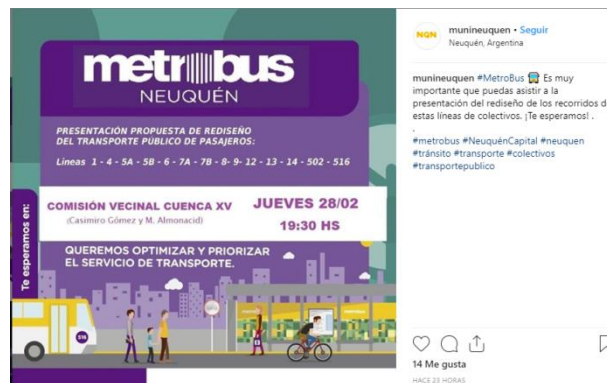 metrobus
NEUQUÉN
PRESENTACIÓN PROPUESTA DE REDISEÑO
DEL TRANSPORTE PÚBLICO DE PASAJEROS:
Líneas 1 - 4 - 5A - 5B - 6 - 7A - 7B - 8- 9- 12 - 13 - 14 - 502 - 516
Te esperamos en:
COMISIÓN VECINAL CUENCA XV
(Casimiro Gómez y M. Almonacid)
JUEVES 28/02
19:30 HS
QUEREMOS OPTIMIZAR Y PRIORIZAR
EL SERVICIO DE TRANSPORTE.
516
NQN
munineuquen • Seguir
Neuquén, Argentina
munineuquen #MetroBus 🚍 Es muy
importante que puedas asistir a la
presentación del rediseño de los recorridos d
estas líneas de colectivos. ¡Te esperamos! .
.
#metrobus #NeuquénCapital #neuquen
#tránsito #transporte #colectivos
#transportepublico
14 Me gusta
HACE 23 HORAS